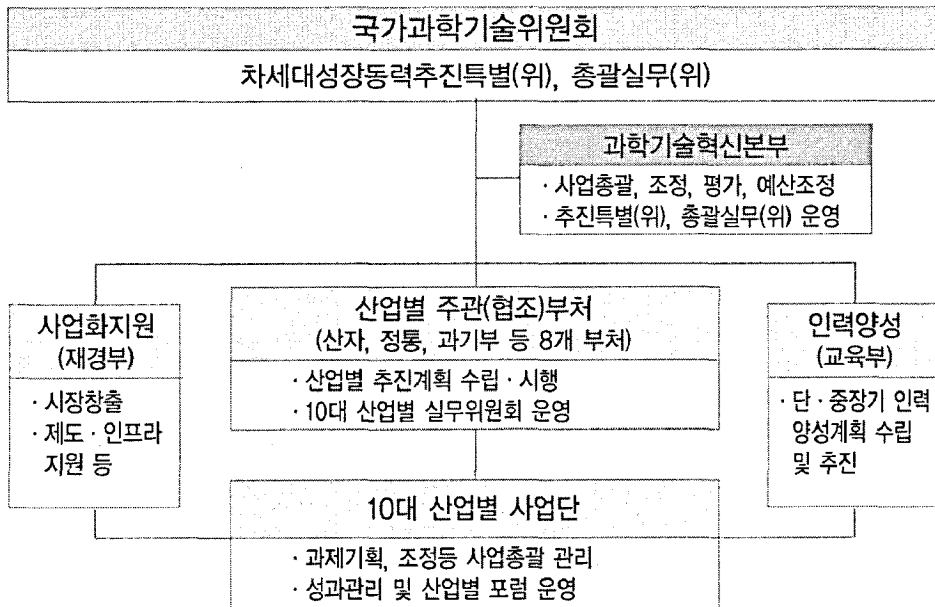 국가과학기술위원회
차세대성장동력추진특별(위), 총괄실무(위)
과학기술혁신본부
· 사업총괄, 조정, 평가, 예산조정
· 추진특별(위), 총괄실무(위) 운영
사업화지원
(재경부)
· 시장창출
· 제도 · 인프라
지원 등
산업별 주관(협조)부처
(산자, 정통, 과기부 등 8개 부처)
· 산업별 추진계획 수립 · 시행
· 10대 산업별 실무위원회 운영
인력양성
(교육부)
· 단 · 중장기 인력
양성계획 수립
및 추진
10대 산업별 사업단
· 과제기획, 조정등 사업총괄 관리
· 성과관리 및 산업별 포럼 운영